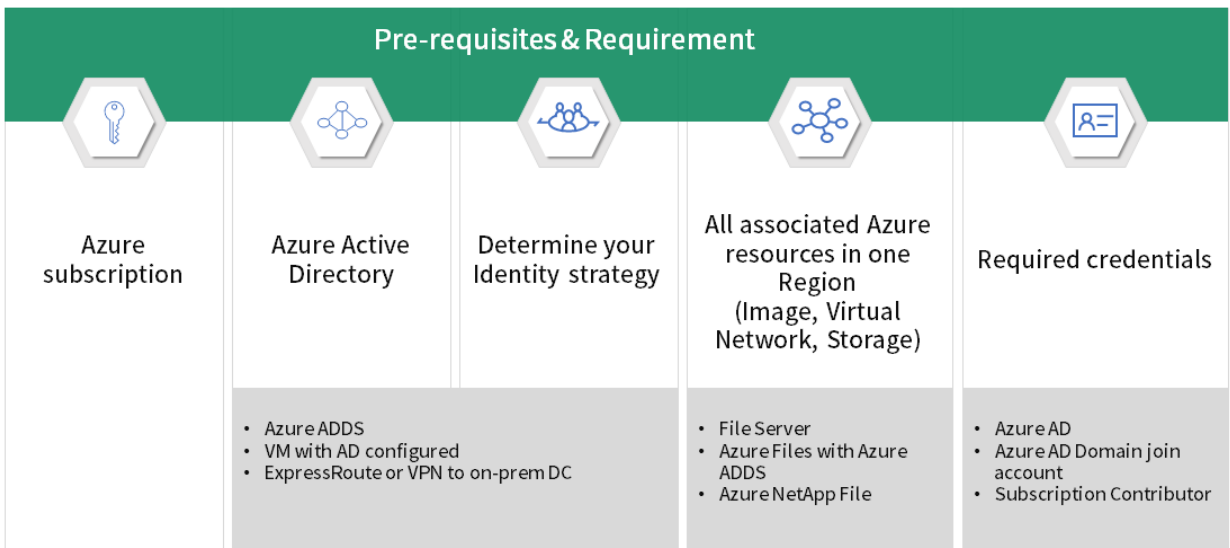 Pre-requisites & Requirement
Azure
subscription
Azure Active
Directory
Determine your
Identity strategy
All associated Azure
resources in one
Region
(Image, Virtual
Network, Storage)
Required credentials
• Azure ADDS
• VM with AD configured
• ExpressRoute or VPN to on-prem DC
• File Server
• Azure Files with Azure
ADDS
• Azure NetApp File
• Azure AD
• Azure AD Domain join
account
• Subscription Contributor